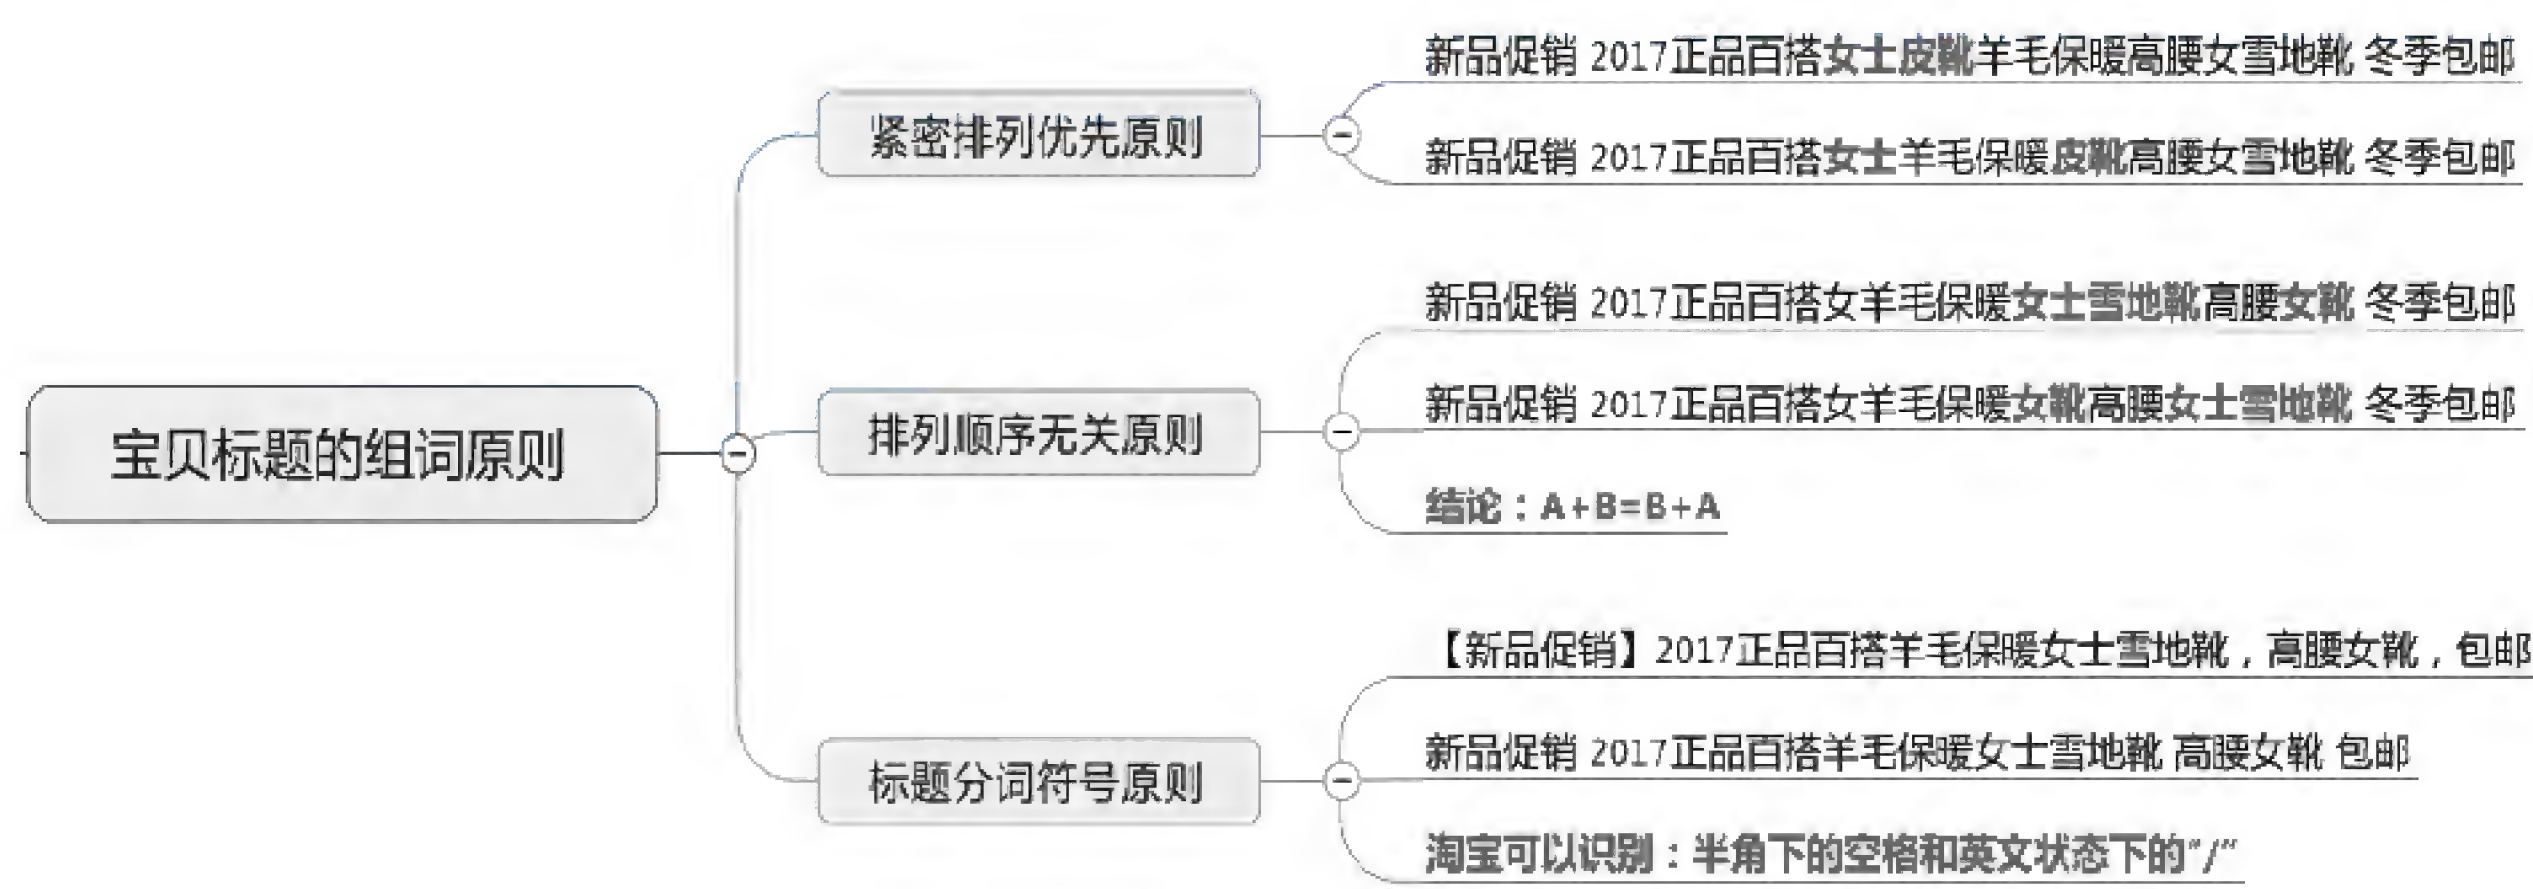 宝贝标题的组词原则
紧密排列优先原则
新品促销 2017正品百搭女士皮靴羊毛保暖高腰女雪地靴 冬季包邮
新品促销 2017正品百搭女士羊毛保暖皮靴高腰女雪地靴 冬季包邮
排列顺序无关原则
新品促销 2017正品百搭女羊毛保暖女士雪地靴高腰女靴 冬季包邮
新品促销 2017正品百搭女羊毛保暖女靴高腰女士雪地靴 冬季包邮
结论：A+B=B+A
标题分词符号原则
【新品促销】2017正品百搭羊毛保暖女士雪地靴，高腰女靴，包邮
新品促销 2017正品百搭羊毛保暖女士雪地靴 高腰女靴 包邮
淘宝可以识别：半角下的空格和英文状态下的“/”